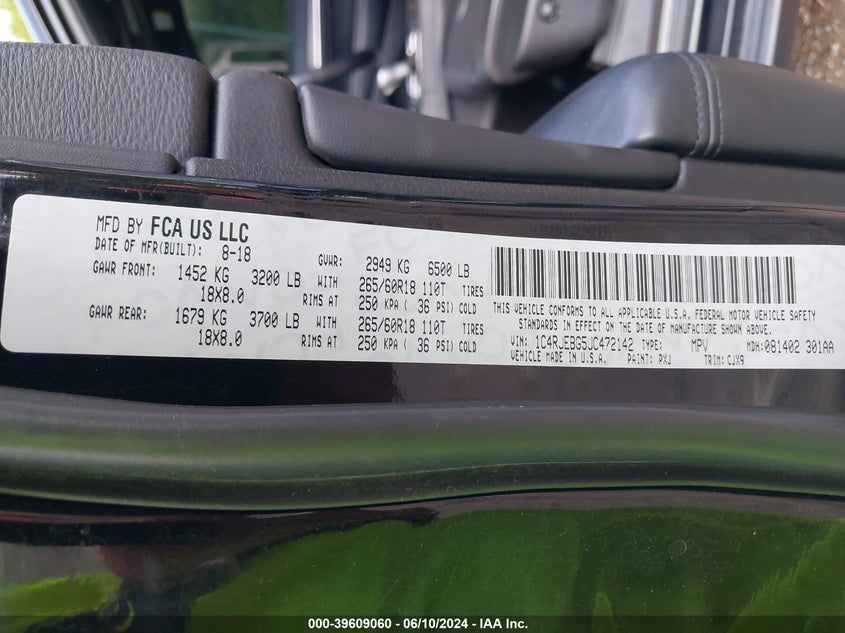 MFD BY FCA US LLC
DATE OF MFR(BUILT): 8-18 GVWR: 2949 KG 6500 LB
GAWR FRONT: 1452 KG 3200 LB WITH 265/60R18 110T TIRES
18X8.0 RIMS AT 250 KPA ( 36 PSI) COLD
GAWR REAR: 1679 KG 3700 LB WITH 265/60R18 110T TIRES
18X8.0 RIMS AT 250 KPA ( 36 PSI) COLD
THIS VEHICLE CONFORMS TO ALL APPLICABLE U.S.A. FEDERAL MOTOR VEHICLE SAFETY
STANDARDS IN EFFECT ON THE DATE OF MANUFACTURE SHOWN ABOVE.
VIN: 1C4RJEBG5JC472142 TYPE: MPV MDH: 081402 301AA
VEHICLE MADE IN U.S.A. PAINT: PXJ TRIM: CJX9
000-39609060 - 06/10/2024 - IAA Inc.